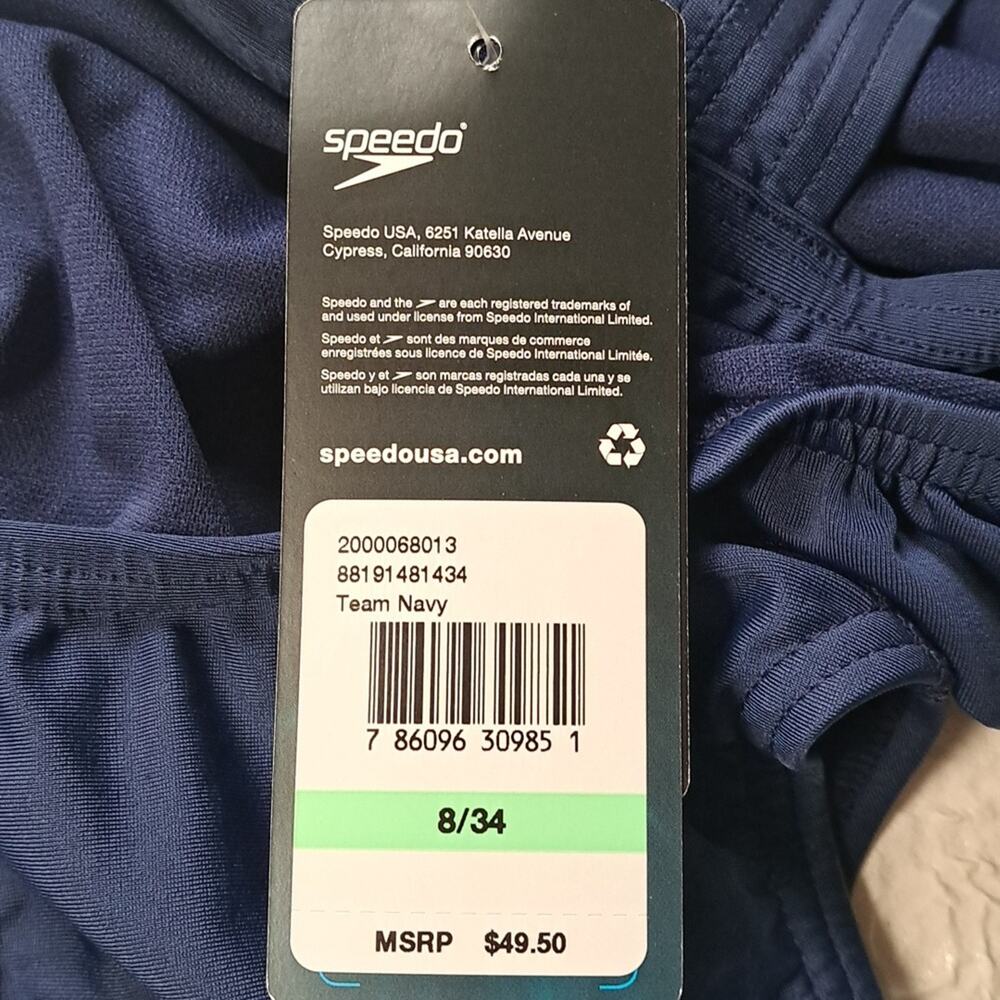 speedo®
Speedo USA, 6251 Katella Avenue
Cypress, California 90630
Speedo and the are each registered trademarks of
and used under license from Speedo International Limited.
Speedo et sont des marques de commerce
enregistrées sous licence de Speedo International Limitée.
Speedo y et son marcas registradas cada una y se
utilizan bajo licencia de Speedo International Limited.
speedousa.com
2000068013
88191481434
Team Navy
7 86096 30985 1
8/34
MSRP $49.50